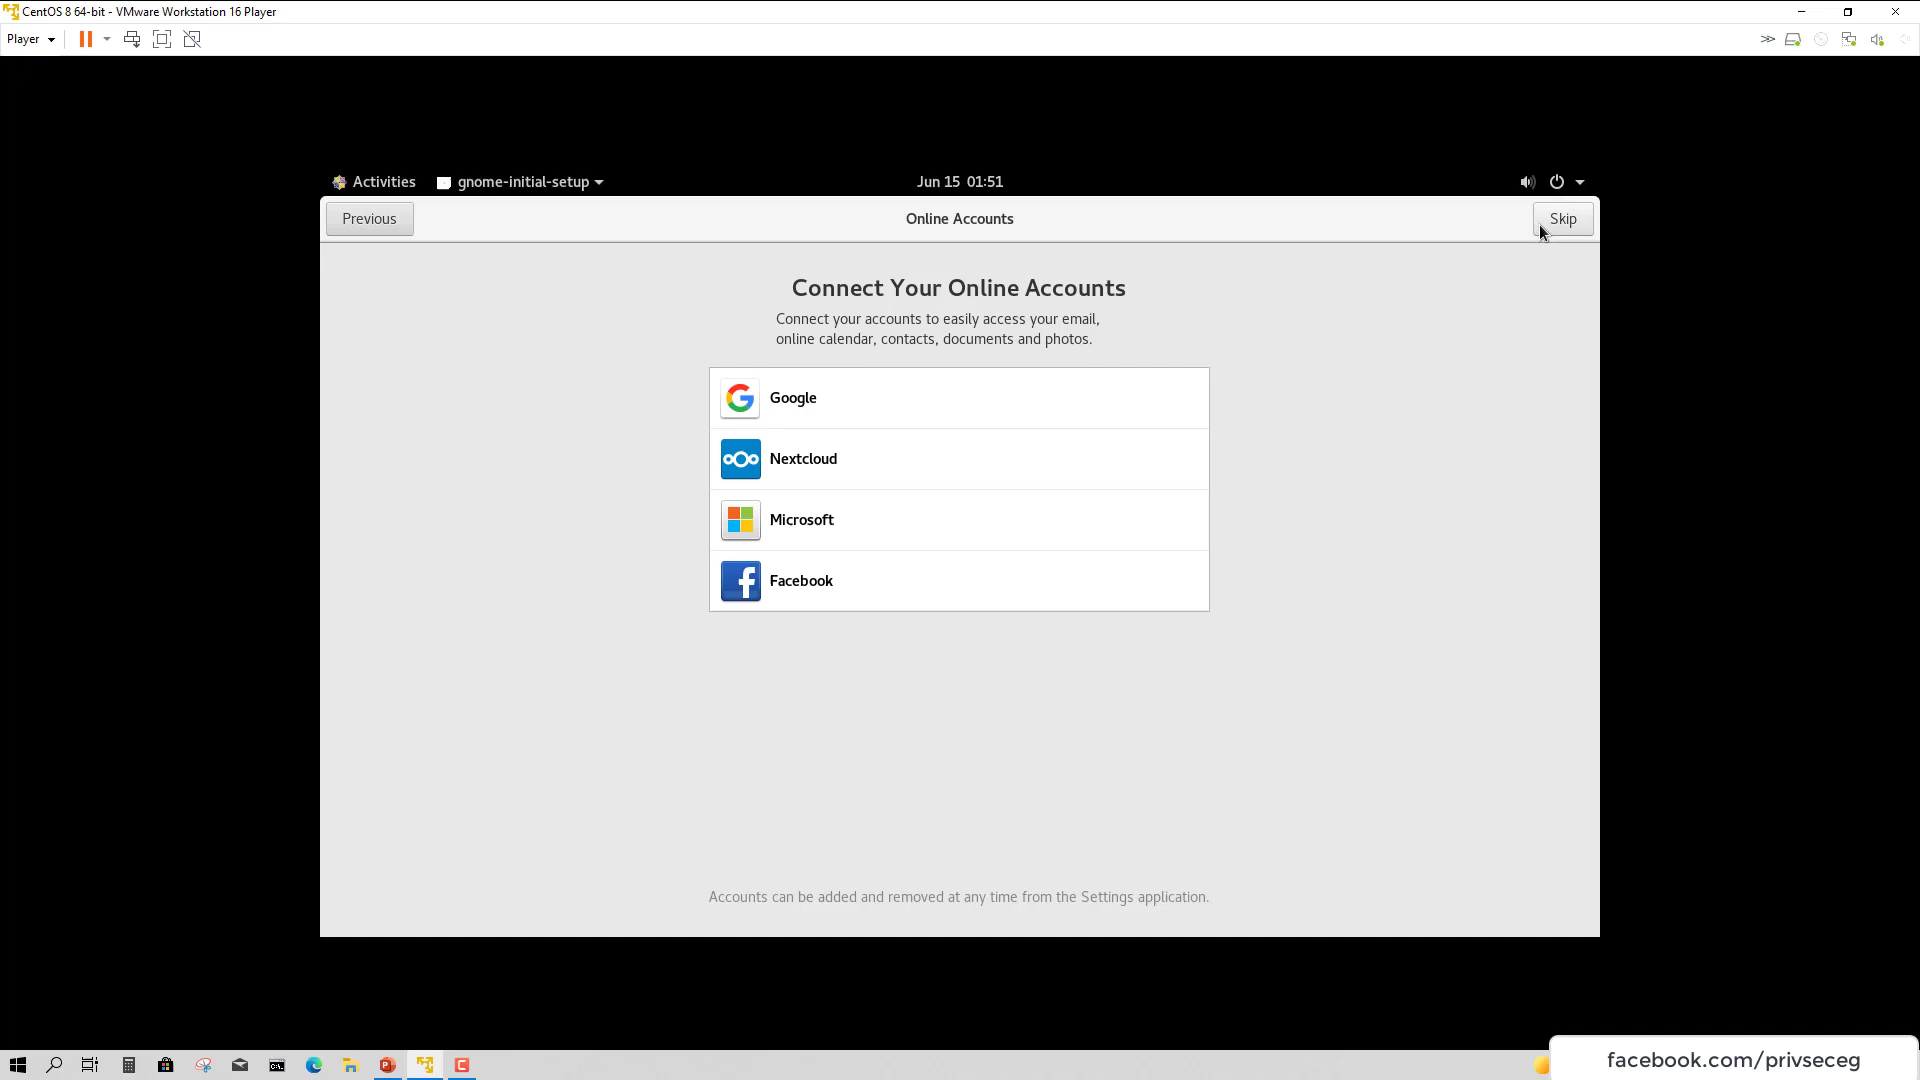 CentOS 8 64-bit - VMware Workstation 16 Player
Player
Activities
gnome-initial-setup
Jun 15 01:51
Previous
Online Accounts
Skip
Connect Your Online Accounts
Connect your accounts to easily access your email,
online calendar, contacts, documents and photos.
Google
Nextcloud
Microsoft
Facebook
Accounts can be added and removed at any time from the Settings application.
facebook.com/privseceg